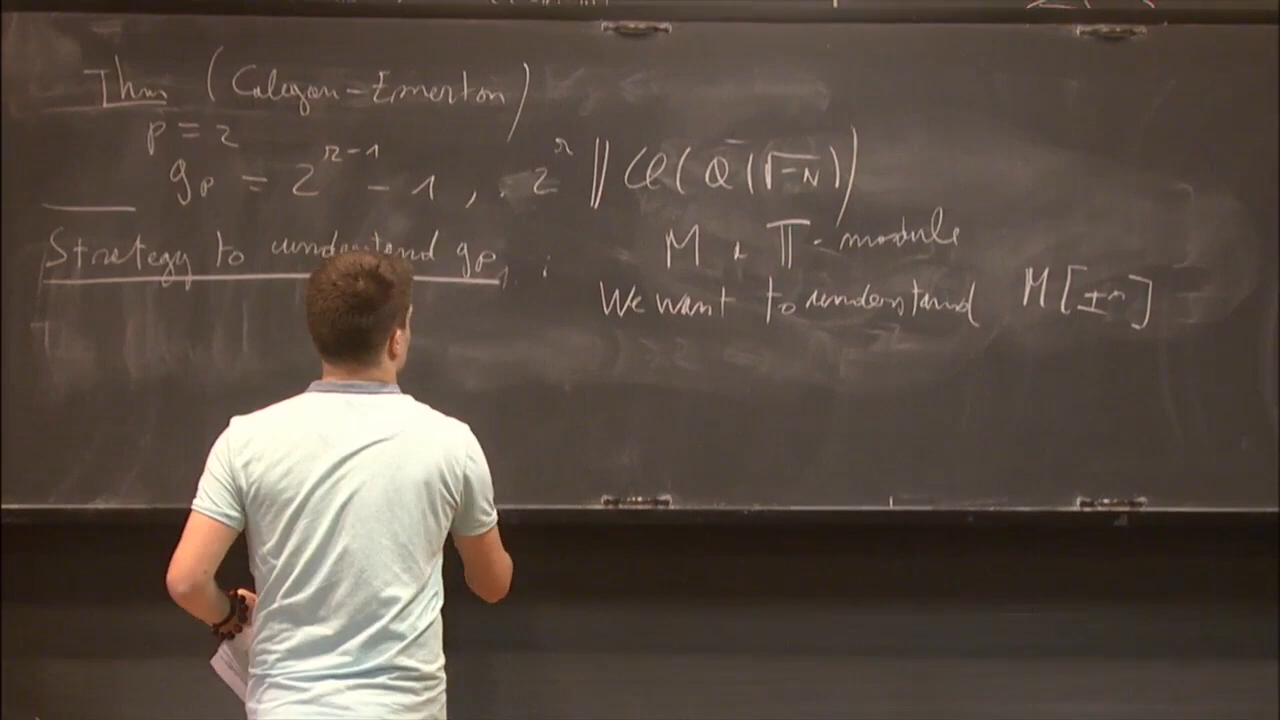 Thm (Calegari-Emerton)
p = 2
g_p = 2^{r-1} - 1 , 2^r || Cl(Q(√-N))
Strategy to understand g_p :
M a 𝕋-module
We want to understand M[I^n]